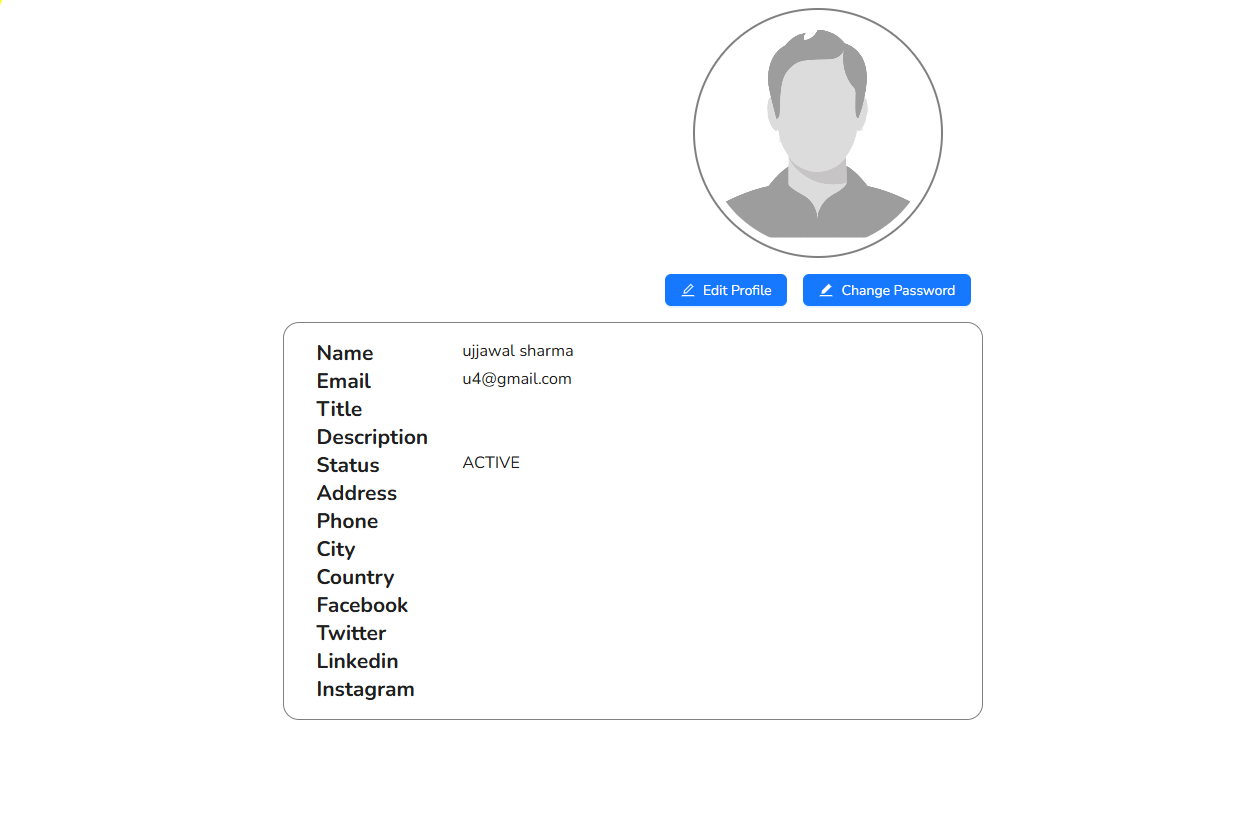 Edit Profile Change Password
Name ujjawal sharma
Email u4@gmail.com
Title
Description
Status ACTIVE
Address
Phone
City
Country
Facebook
Twitter
Linkedin
Instagram